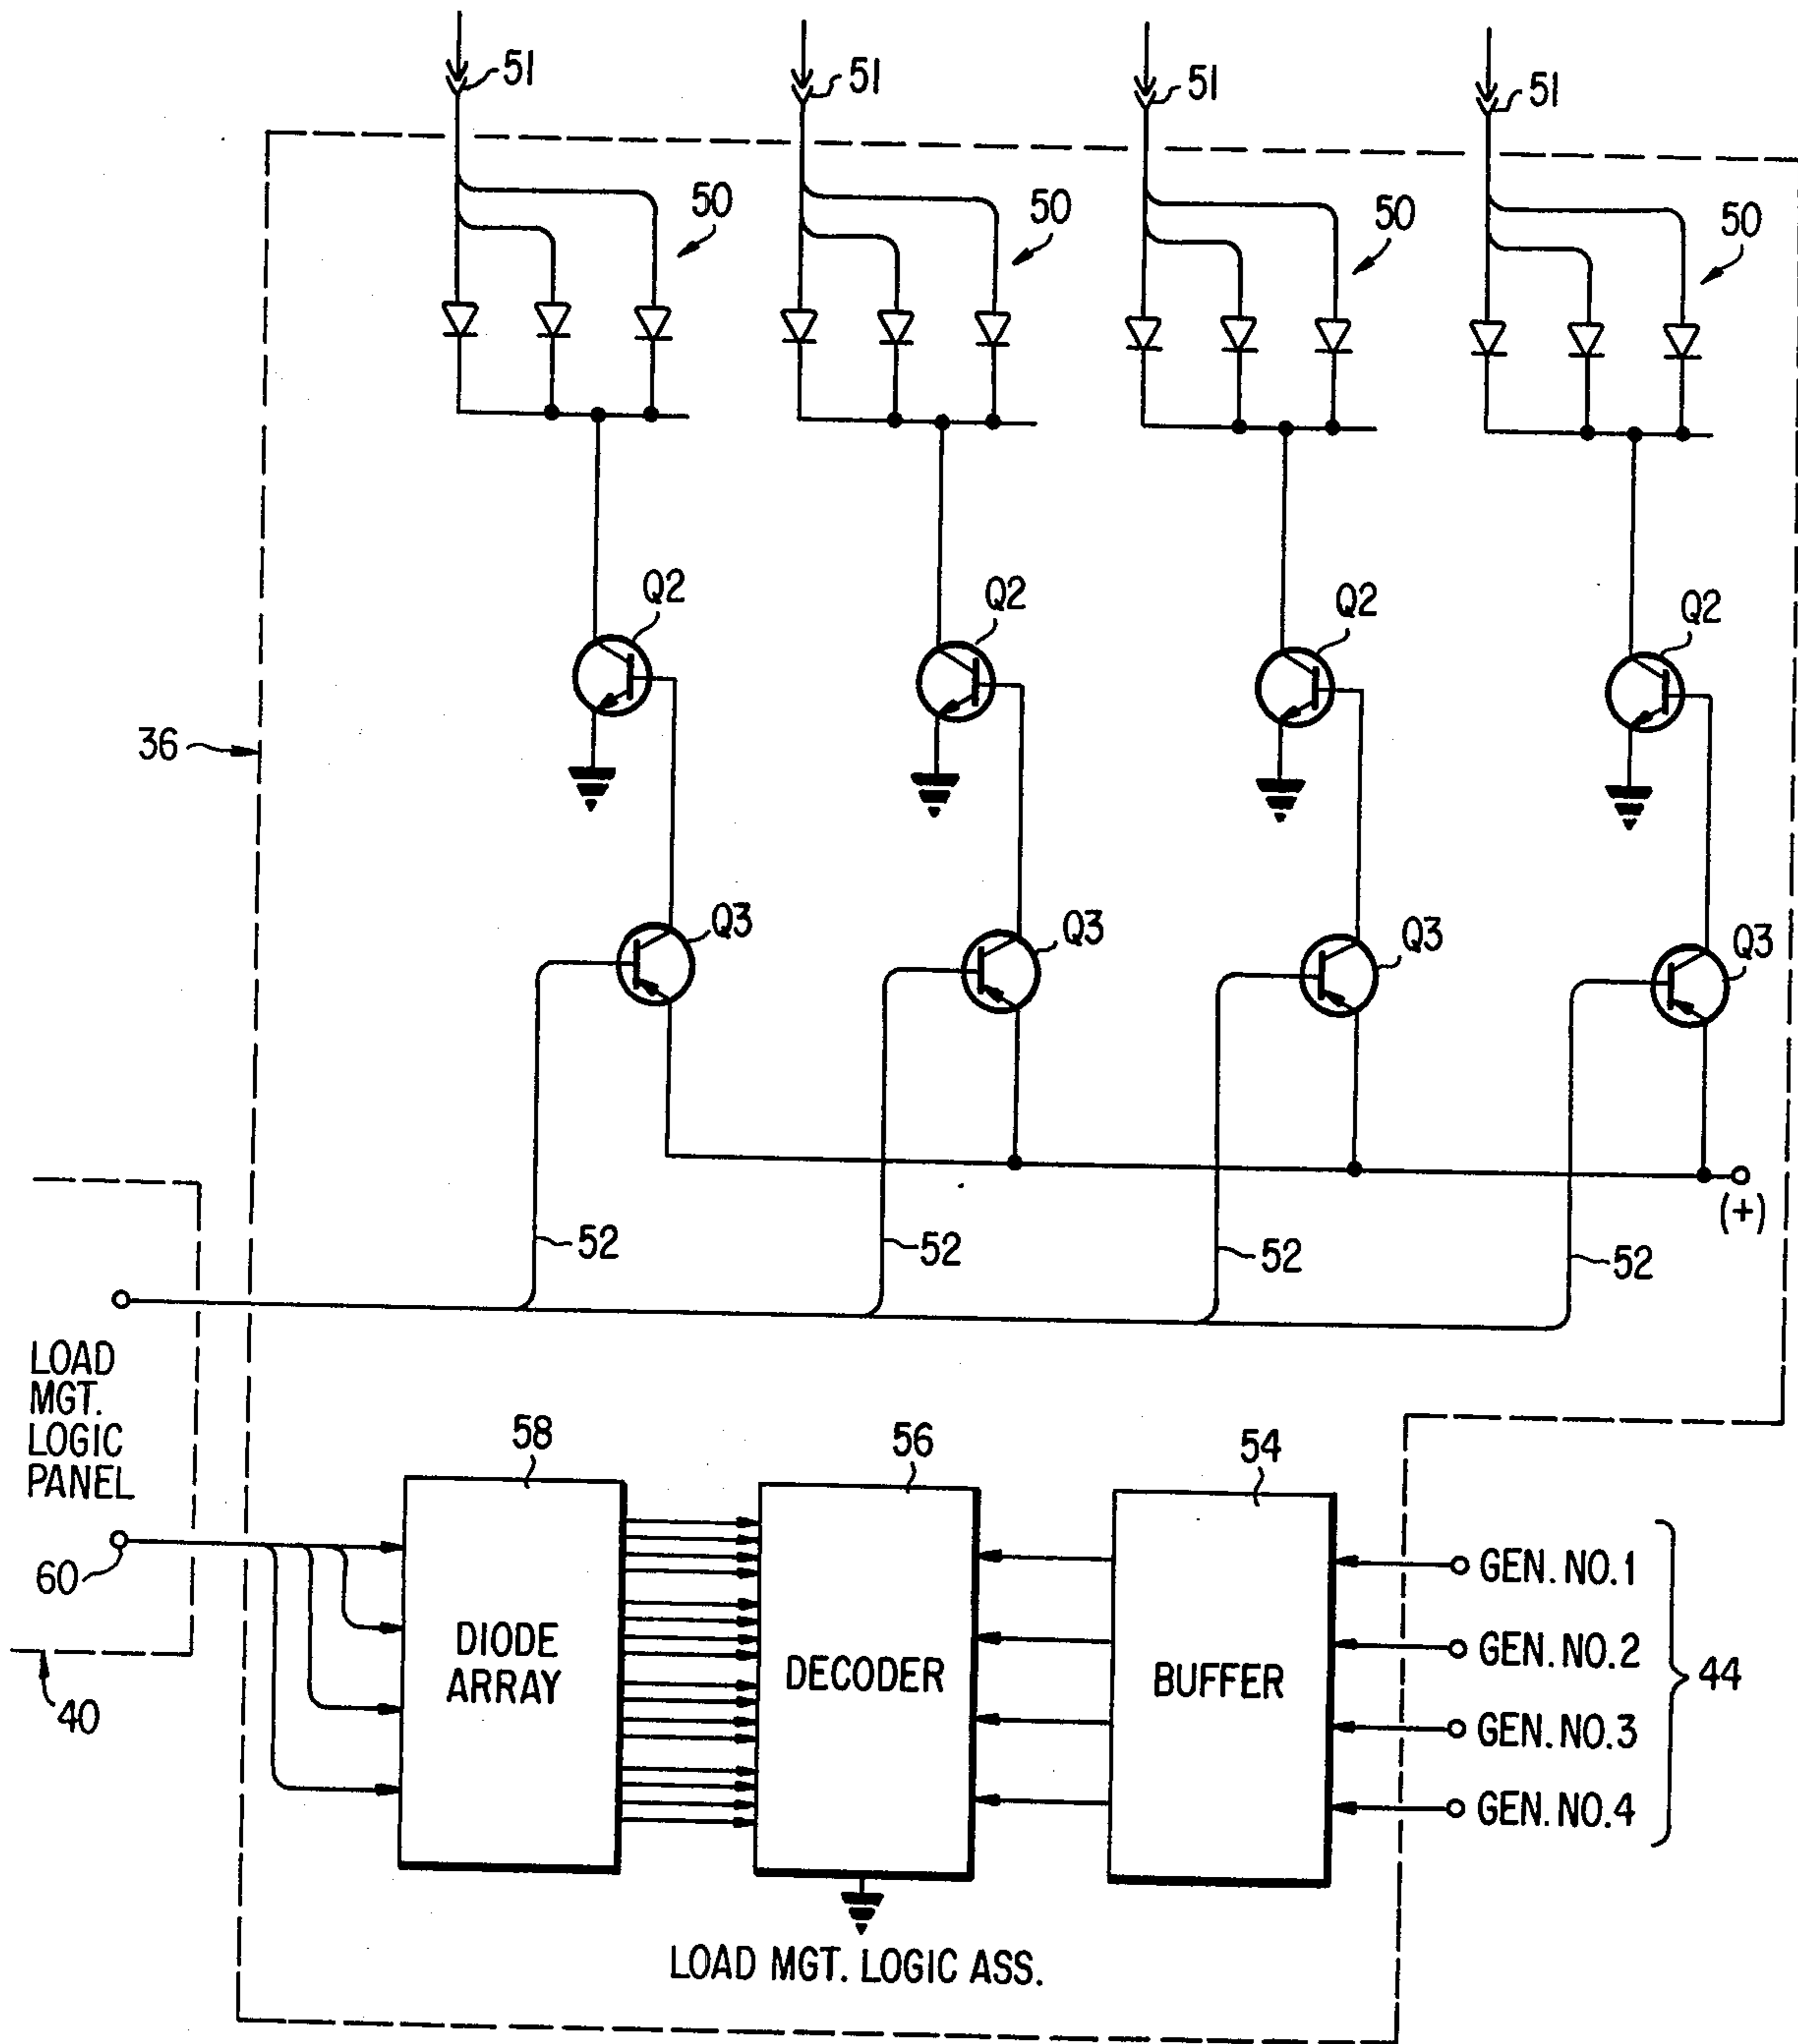 51 51 51 51
50 50 50 50
Q2 Q2 Q2 Q2
36
Q3 Q3 Q3 Q3
(+)
52 52 52 52
LOAD
MGT.
LOGIC
PANEL
58 56 54
60
GEN. NO.1
GEN. NO.2
GEN. NO.3
GEN. NO.4
44
DIODE
ARRAY
DECODER
BUFFER
40
LOAD MGT. LOGIC ASS.